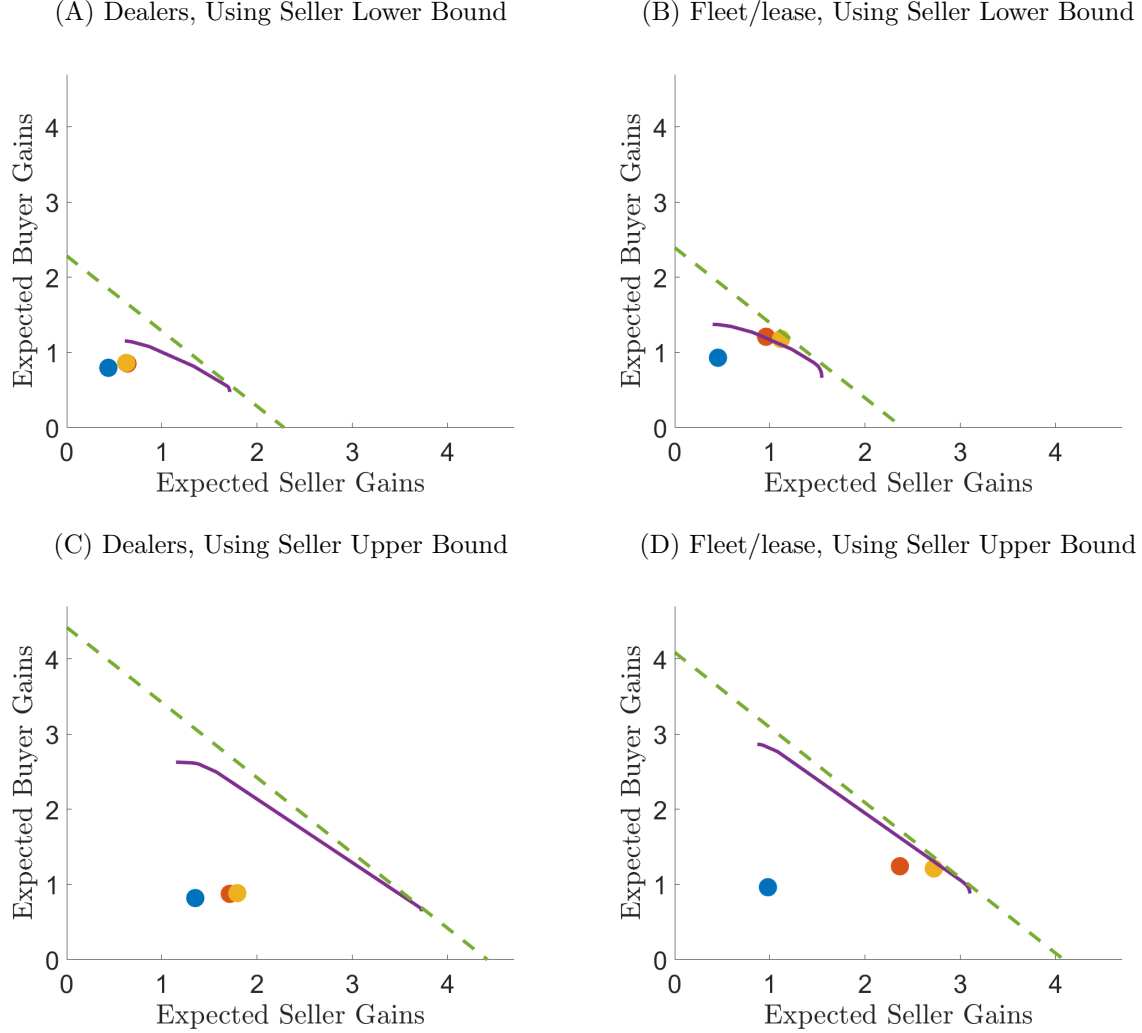 (A) Dealers, Using Seller Lower Bound
Expected Buyer Gains
4
3
2
1
0
0 1 2 3 4
Expected Seller Gains
(B) Fleet/lease, Using Seller Lower Bound
Expected Buyer Gains
4
3
2
1
0
0 1 2 3 4
Expected Seller Gains
(C) Dealers, Using Seller Upper Bound
Expected Buyer Gains
4
3
2
1
0
0 1 2 3 4
Expected Seller Gains
(D) Fleet/lease, Using Seller Upper Bound
Expected Buyer Gains
4
3
2
1
0
0 1 2 3 4
Expected Seller Gains